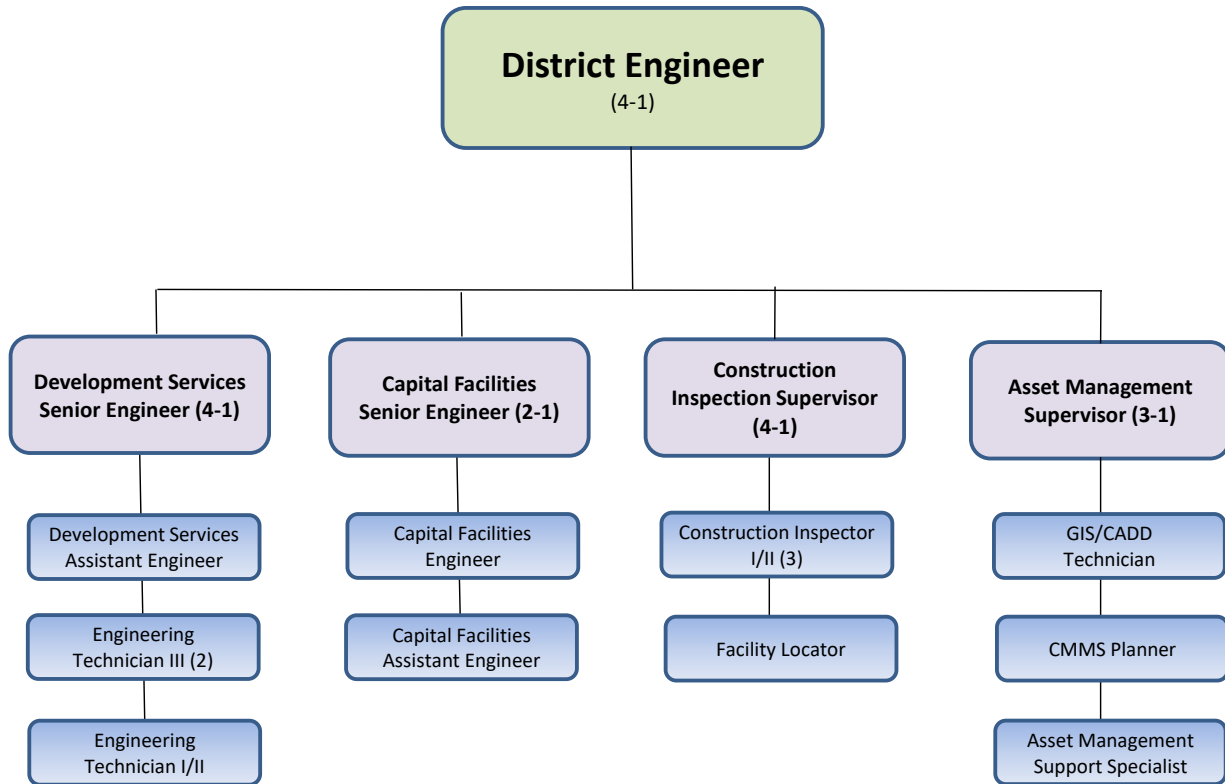 District Engineer
(4-1)
Development Services
Senior Engineer (4-1)
Capital Facilities
Senior Engineer (2-1)
Construction
Inspection Supervisor
(4-1)
Asset Management
Supervisor (3-1)
Development Services
Assistant Engineer
Capital Facilities
Engineer
Construction Inspector
I/II (3)
GIS/CADD
Technician
Engineering
Technician III (2)
Capital Facilities
Assistant Engineer
Facility Locator
CMMS Planner
Engineering
Technician I/II
Asset Management
Support Specialist